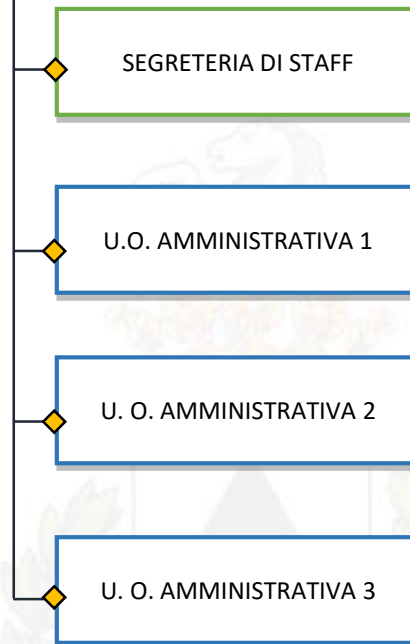 SEGRETERIA DI STAFF
U.O. AMMINISTRATIVA 1
U. O. AMMINISTRATIVA 2
U. O. AMMINISTRATIVA 3